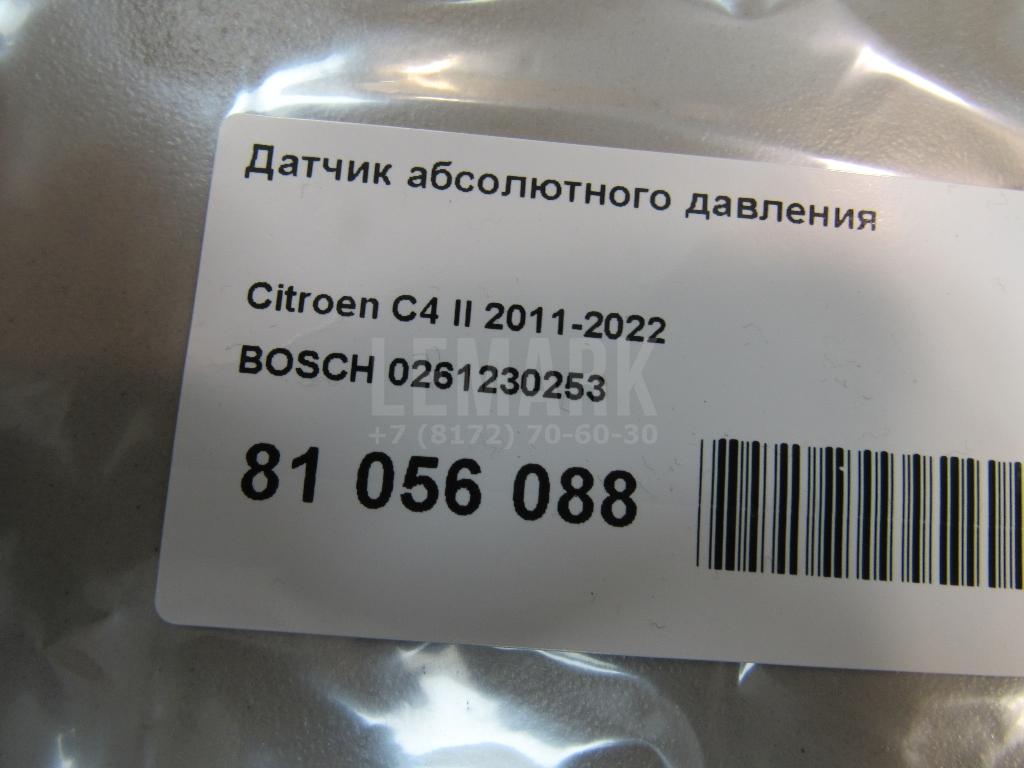 Датчик абсолютного давления
Citroen C4 II 2011-2022
BOSCH 0261230253
LEMARK
+7 (8172) 70-60-30
81 056 088